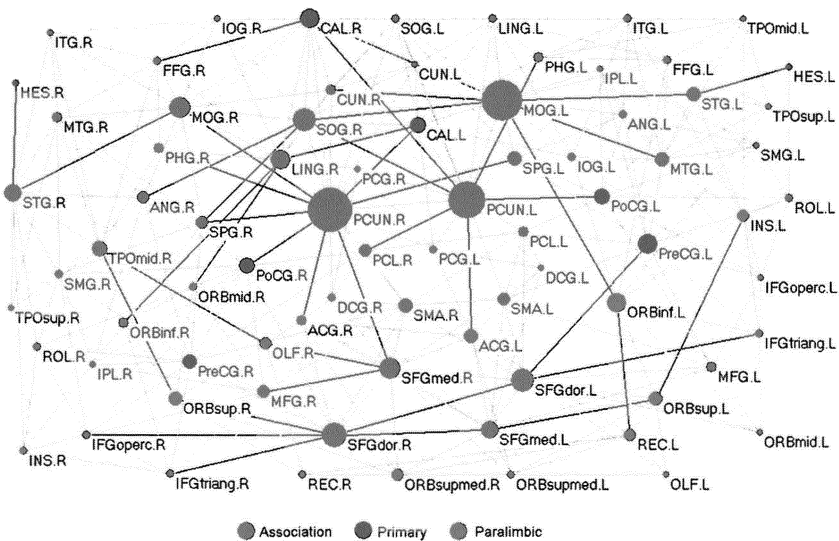 IOG.R CAL.R SOG.L LING.L ITG.L TPOmid.L
ITG.R
FFG.R CUN.L PHG.L IPL.L FFG.L HES.L
HES.R MOG.R CUN.R MOG.L STG.L
MTG.R SOG.R CAL.L ANG.L TPOsup.L
PHG.R LING.R PCG.R SPG.L IOG.L MTG.L SMG.L
STG.R ANG.R PCUN.R PCUN.L PoCG.L ROL.L
SPG.R INS.L
TPOmid.R PoCG.R PCL.R PCG.L PCL.L PreCG.L
SMG.R ORBmid.R DCG.L IFGoperc.L
TPOsup.R ORBinf.R DCG.R ACG.R SMA.R SMA.L ORBinf.L
ROL.R OLF.R ACG.L IFGtriang.L
IPL.R PreCG.R SFGmed.R MFG.L
MFG.R SFGdor.L
ORBsup.R ORBsup.L
IFGoperc.R SFGdor.R SFGmed.L REC.L ORBmid.L
INS.R
IFGtriang.R REC.R ORBsupmed.R ORBsupmed.L OLF.L
Association Primary Paralimbic